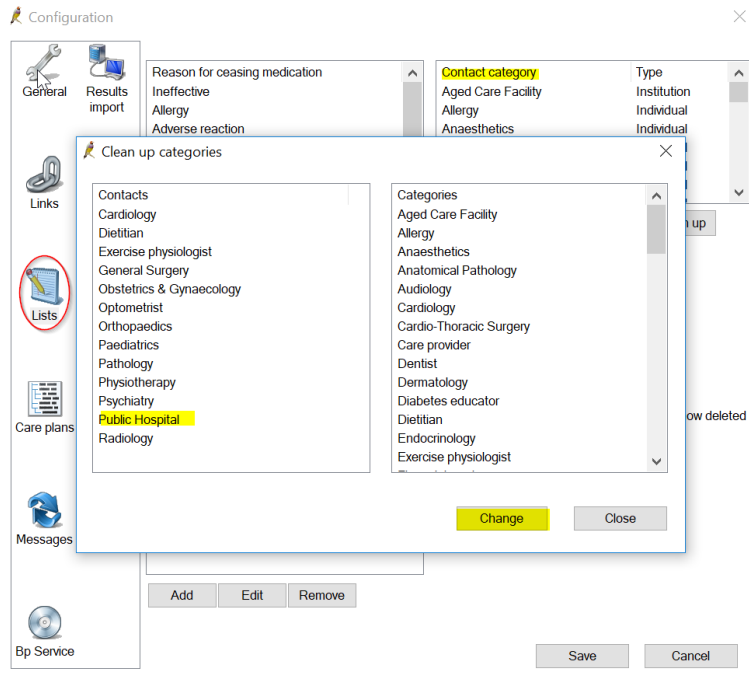 Configuration
General
Results
import
Links
Lists
Care plans
Messages
Bp Service
Reason for ceasing medication
Ineffective
Allergy
Adverse reaction
Contact category Type
Aged Care Facility Institution
Allergy Individual
Anaesthetics Individual
n up
ow deleted
Clean up categories
Contacts
Cardiology
Dietitian
Exercise physiologist
General Surgery
Obstetrics & Gynaecology
Optometrist
Orthopaedics
Paediatrics
Pathology
Physiotherapy
Psychiatry
Public Hospital
Radiology
Categories
Aged Care Facility
Allergy
Anaesthetics
Anatomical Pathology
Audiology
Cardiology
Cardio-Thoracic Surgery
Care provider
Dentist
Dermatology
Diabetes educator
Dietitian
Endocrinology
Exercise physiologist
Change Close
Add Edit Remove
Save Cancel